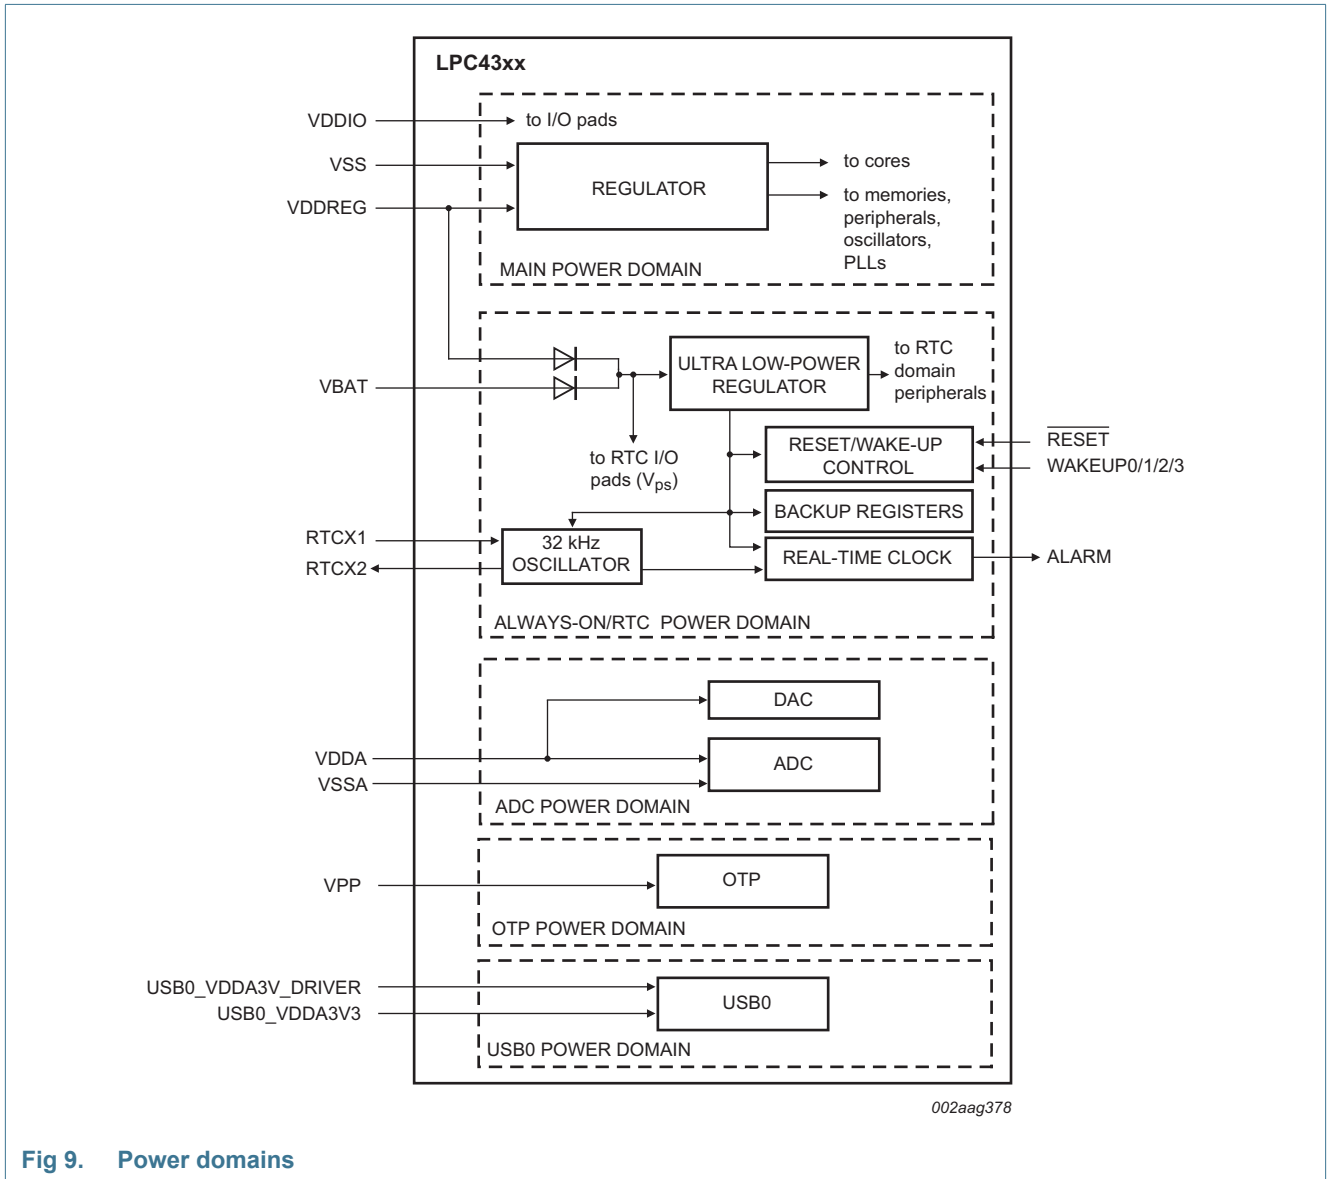 LPC43xx
VDDIO
to I/O pads
VSS
REGULATOR
to cores
VDDREG
to memories,
peripherals,
oscillators,
PLLs
MAIN POWER DOMAIN
VBAT
ULTRA LOW-POWER
REGULATOR
to RTC
domain
peripherals
to RTC I/O
pads (Vps)
RESET/WAKE-UP
CONTROL
RESET
WAKEUP0/1/2/3
BACKUP REGISTERS
RTCX1
RTCX2
32 kHz
OSCILLATOR
REAL-TIME CLOCK
ALARM
ALWAYS-ON/RTC POWER DOMAIN
DAC
VDDA
VSSA
ADC
ADC POWER DOMAIN
VPP
OTP
OTP POWER DOMAIN
USB0_VDDA3V_DRIVER
USB0_VDDA3V3
USB0
USB0 POWER DOMAIN
002aag378
Fig 9. Power domains